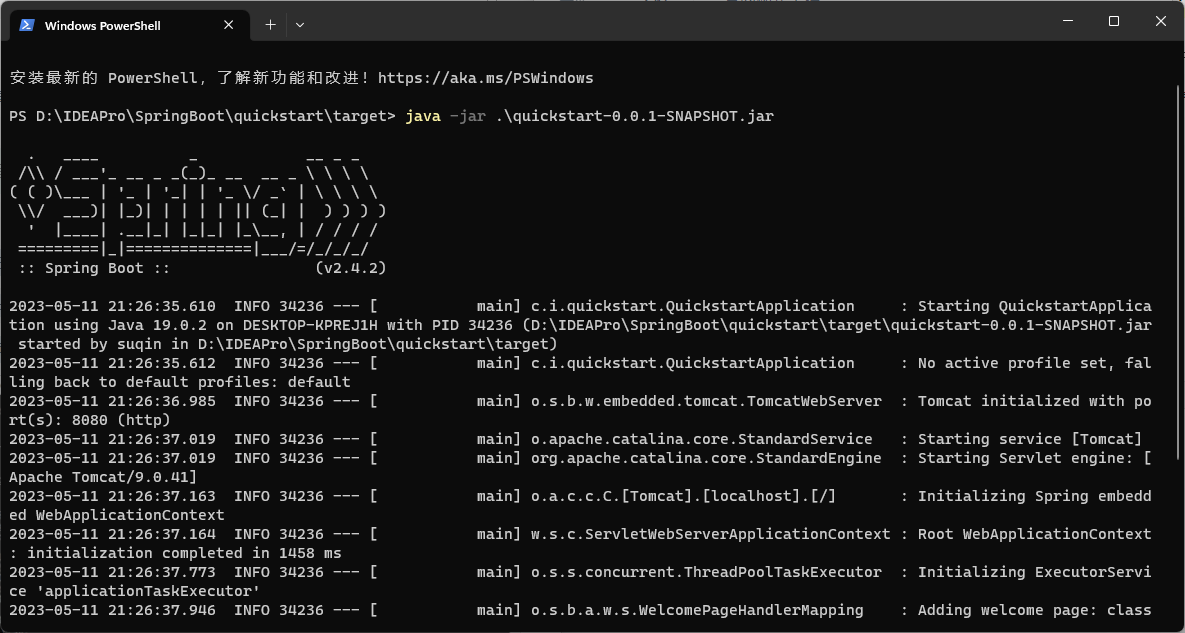 Windows PowerShell
安装最新的 PowerShell，了解新功能和改进！https://aka.ms/PSWindows
PS D:\IDEAPro\SpringBoot\quickstart\target> java -jar .\quickstart-0.0.1-SNAPSHOT.jar
  .   ____          _            __ _ _
 /\\ / ___'_ __ _ _(_)_ __  __ _ \ \ \ \
( ( )\___ | '_ | '_| | '_ \/ _` | \ \ \ \
 \\/  ___)| |_)| | | | | || (_| |  ) ) ) )
  '  |____| .__|_| |_|_| |_\__, | / / / /
 =========|_|==============|___/=/_/_/_/
 :: Spring Boot ::                (v2.4.2)
2023-05-11 21:26:35.610  INFO 34236 --- [           main] c.i.quickstart.QuickstartApplication     : Starting QuickstartApplica
tion using Java 19.0.2 on DESKTOP-KPREJ1H with PID 34236 (D:\IDEAPro\SpringBoot\quickstart\target\quickstart-0.0.1-SNAPSHOT.jar
 started by suqin in D:\IDEAPro\SpringBoot\quickstart\target)
2023-05-11 21:26:35.612  INFO 34236 --- [           main] c.i.quickstart.QuickstartApplication     : No active profile set, fal
ling back to default profiles: default
2023-05-11 21:26:36.985  INFO 34236 --- [           main] o.s.b.w.embedded.tomcat.TomcatWebServer  : Tomcat initialized with po
rt(s): 8080 (http)
2023-05-11 21:26:37.019  INFO 34236 --- [           main] o.apache.catalina.core.StandardService   : Starting service [Tomcat]
2023-05-11 21:26:37.019  INFO 34236 --- [           main] org.apache.catalina.core.StandardEngine  : Starting Servlet engine: [
Apache Tomcat/9.0.41]
2023-05-11 21:26:37.163  INFO 34236 --- [           main] o.a.c.c.C.[Tomcat].[localhost].[/]       : Initializing Spring embedd
ed WebApplicationContext
2023-05-11 21:26:37.164  INFO 34236 --- [           main] w.s.c.ServletWebServerApplicationContext : Root WebApplicationContext
: initialization completed in 1458 ms
2023-05-11 21:26:37.773  INFO 34236 --- [           main] o.s.s.concurrent.ThreadPoolTaskExecutor  : Initializing ExecutorServi
ce 'applicationTaskExecutor'
2023-05-11 21:26:37.946  INFO 34236 --- [           main] o.s.b.a.w.s.WelcomePageHandlerMapping    : Adding welcome page: class